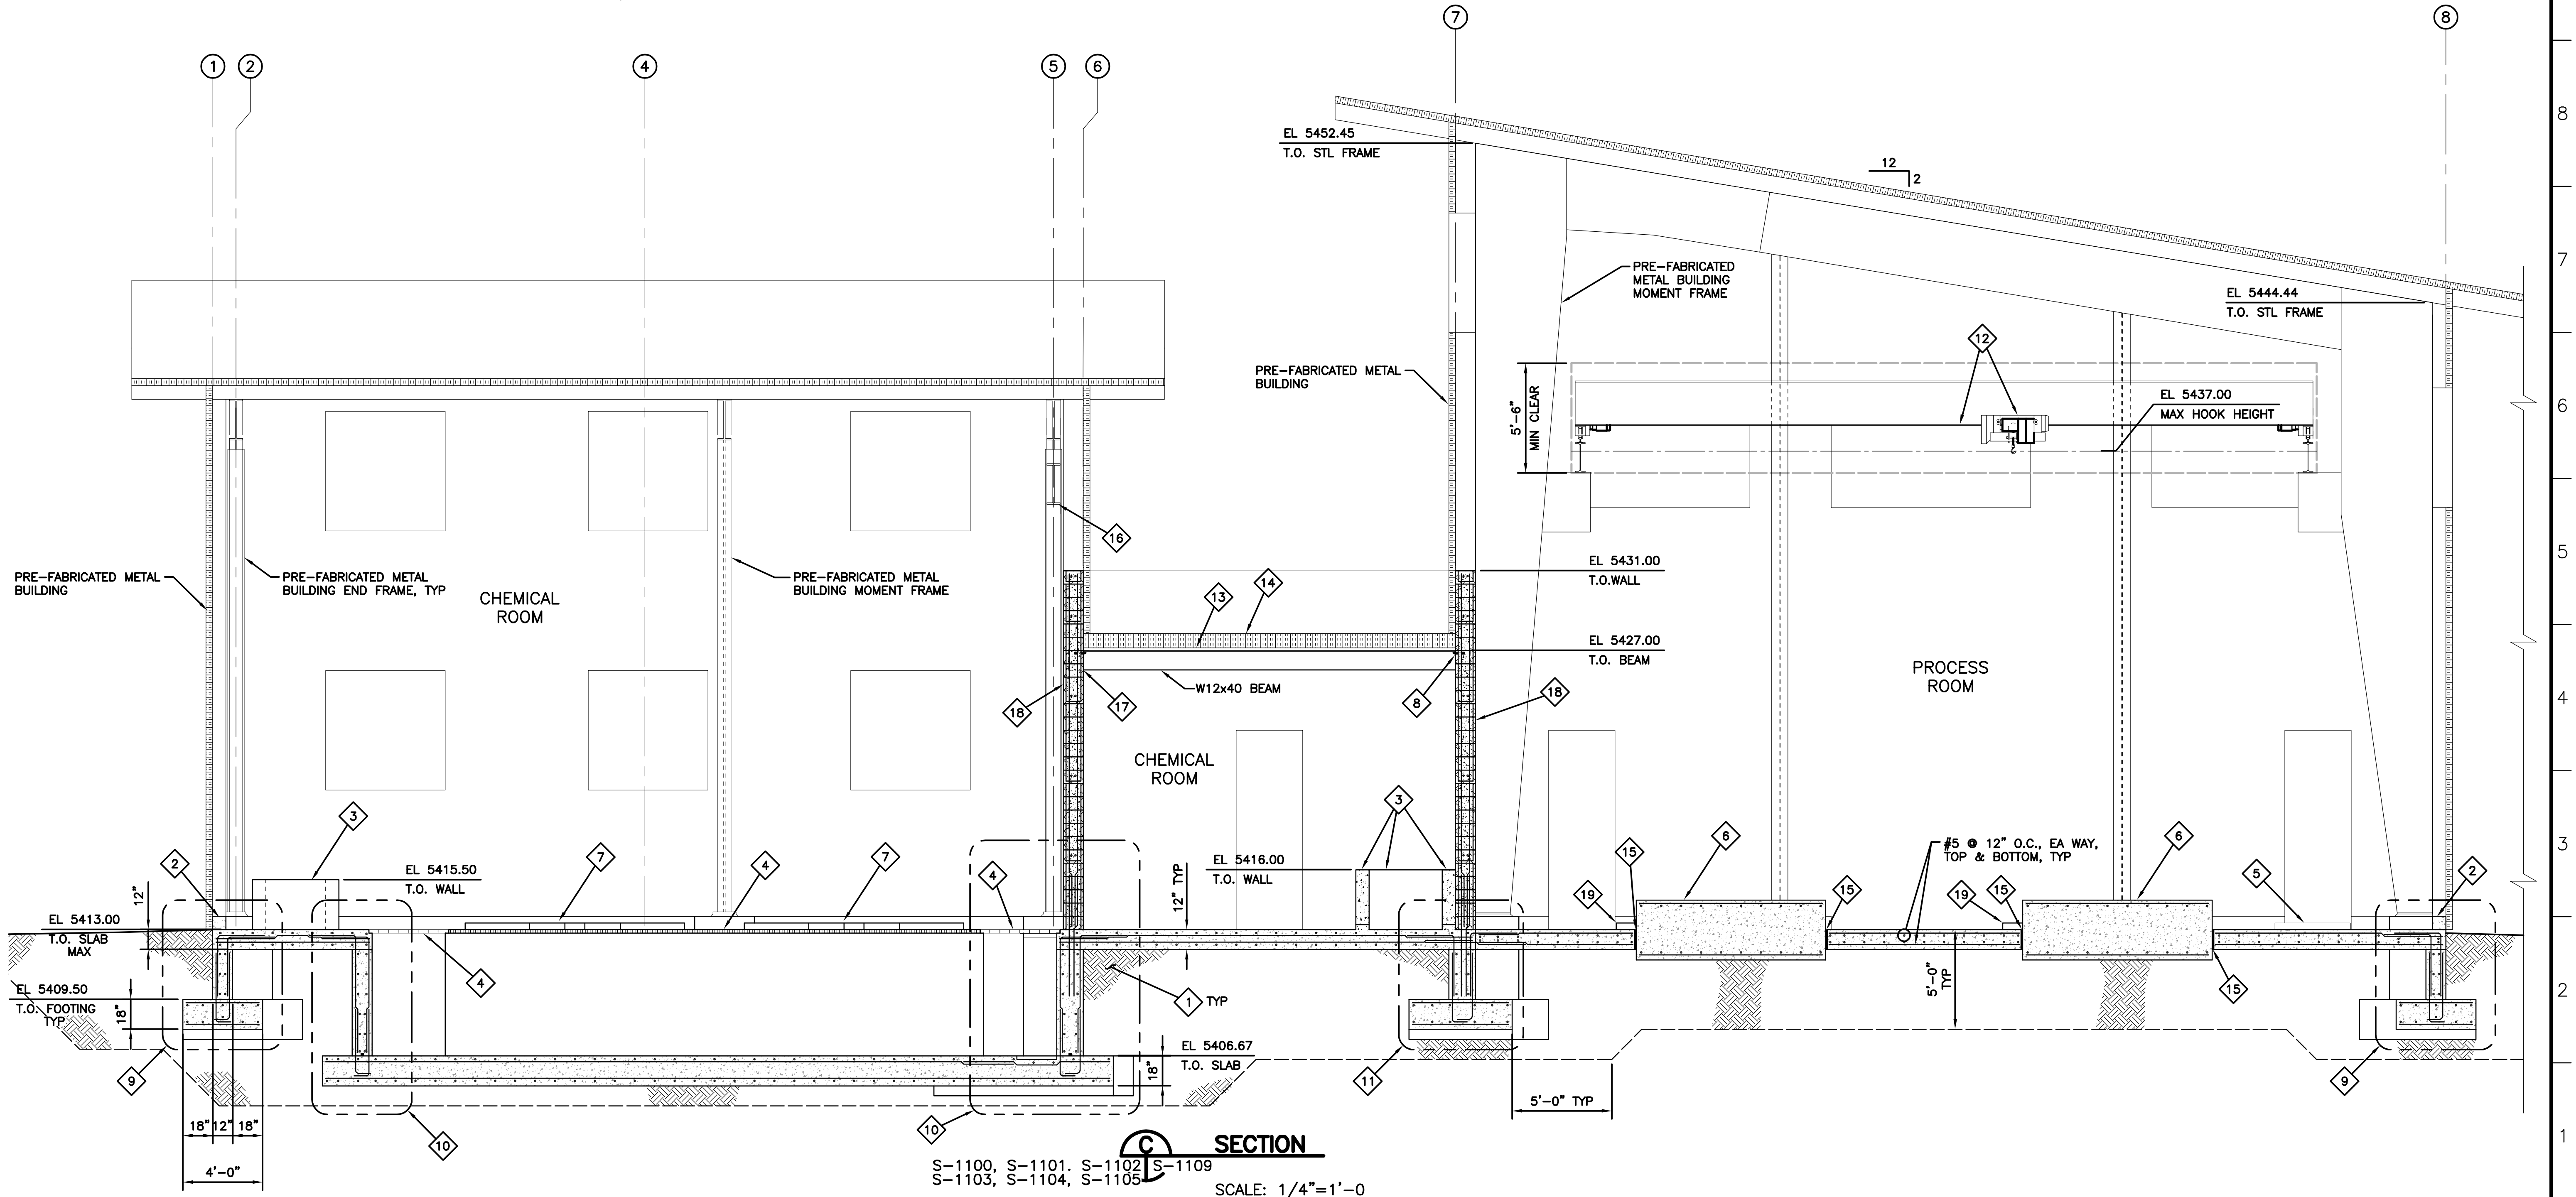 1
2
4
5
6
7
8
8
7
6
5
4
3
2
1
EL 5452.45
T.O. STL FRAME
12
2
PRE-FABRICATED
METAL BUILDING
MOMENT FRAME
EL 5444.44
T.O. STL FRAME
12
PRE-FABRICATED METAL
BUILDING
5'-6"
MIN CLEAR
EL 5437.00
MAX HOOK HEIGHT
16
EL 5431.00
T.O.WALL
PRE-FABRICATED METAL
BUILDING
PRE-FABRICATED METAL
BUILDING END FRAME, TYP
CHEMICAL
ROOM
PRE-FABRICATED METAL
BUILDING MOMENT FRAME
13
14
EL 5427.00
T.O. BEAM
PROCESS
ROOM
W12x40 BEAM
18
17
8
18
CHEMICAL
ROOM
3
3
2
EL 5415.50
T.O. WALL
7
4
7
4
EL 5416.00
T.O. WALL
12" TYP
15
6
#5 @ 12" O.C., EA WAY,
TOP & BOTTOM, TYP
6
19
19
15
15
5
2
12"
EL 5413.00
T.O. SLAB
MAX
4
EL 5409.50
T.O. FOOTING
TYP
18"
1
TYP
5'-0"
TYP
15
EL 5406.67
T.O. SLAB
18"
9
10
10
11
9
18"
12"
18"
4'-0"
5'-0" TYP
C
SECTION
S-1100, S-1101. S-1102
S-1109
S-1103, S-1104, S-1105
SCALE: 1/4"=1'-0